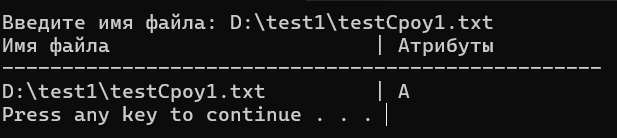 Введите имя файла: D:\test1\testCpoy1.txt
Имя файла | Атрибуты
--------------------------------------------------
D:\test1\testCpoy1.txt | A
Press any key to continue . . .